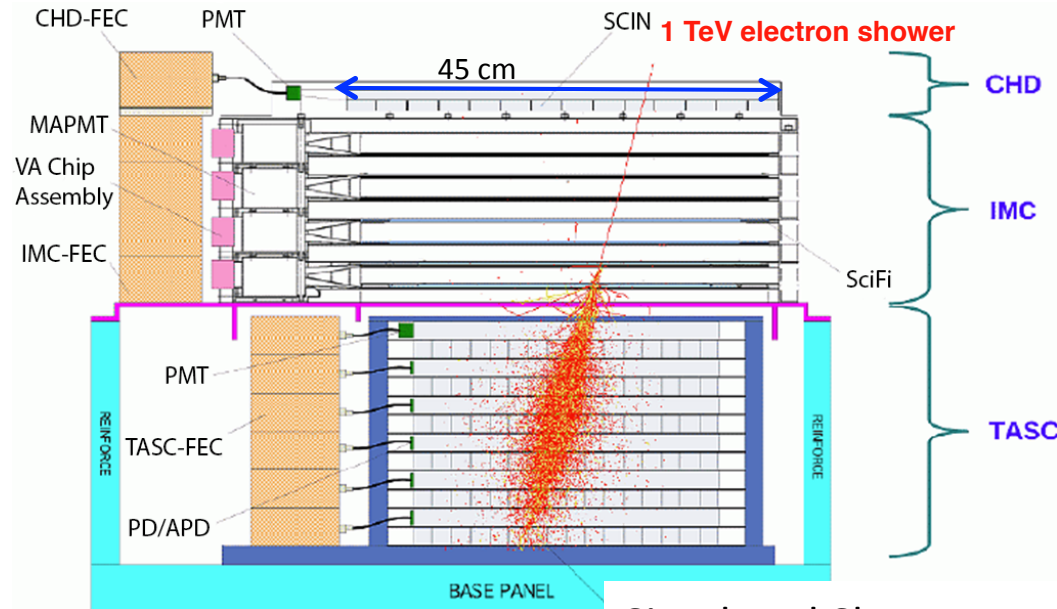 CHD-FEC
PMT
SCIN
1 TeV electron shower
45 cm
CHD
MAPMT
VA Chip
Assembly
IMC
IMC-FEC
SciFi
PMT
REINFORCE
REINFORCE
TASC-FEC
TASC
PD/APD
BASE PANEL